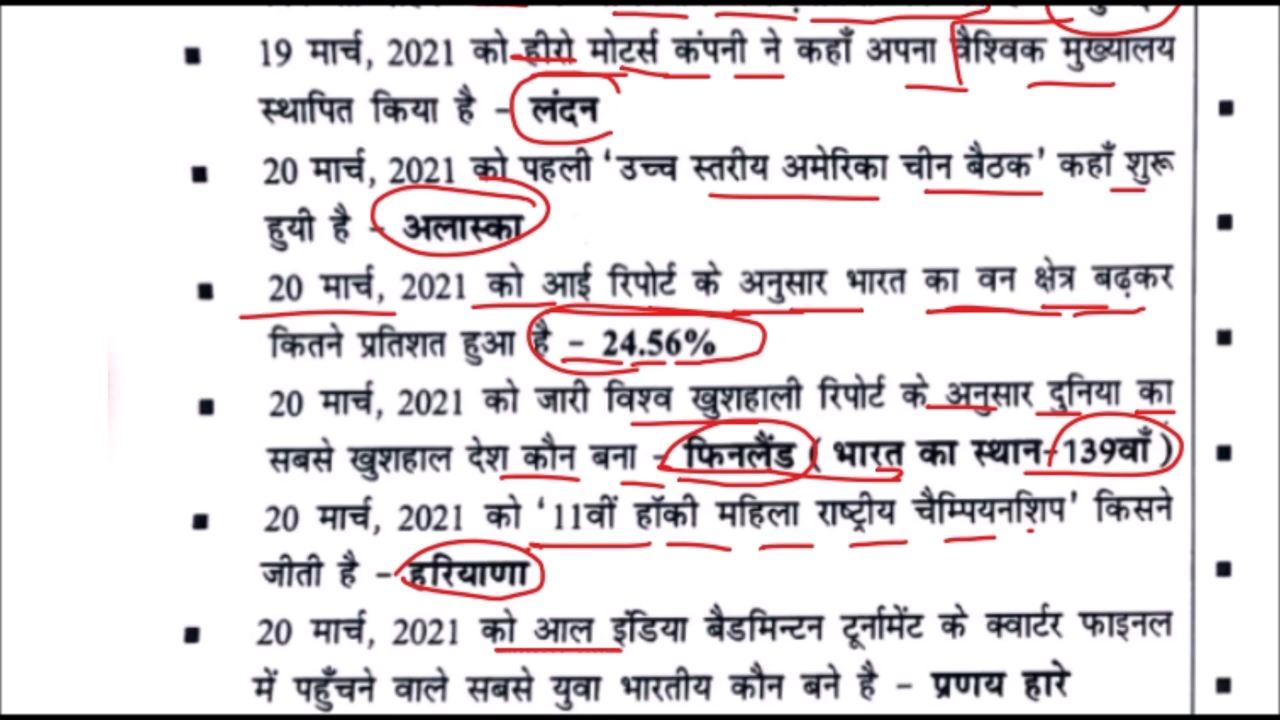 19 मार्च, 2021 को हीरो मोटर्स कंपनी ने कहाँ अपना वैश्विक मुख्यालय
स्थापित किया है - लंदन
20 मार्च, 2021 को पहली ‘उच्च स्तरीय अमेरिका चीन बैठक’ कहाँ शुरू
हुयी है - अलास्का
20 मार्च, 2021 को आई रिपोर्ट के अनुसार भारत का वन क्षेत्र बढ़कर
कितने प्रतिशत हुआ है - 24.56%
20 मार्च, 2021 को जारी विश्व खुशहाली रिपोर्ट के अनुसार दुनिया का
सबसे खुशहाल देश कौन बना - फिनलैंड ( भारत का स्थान-139वाँ )
20 मार्च, 2021 को ‘11वीं हॉकी महिला राष्ट्रीय चैम्पियनशिप’ किसने
जीती है - हरियाणा
20 मार्च, 2021 को आल इंडिया बैडमिन्टन टूर्नामेंट के क्वार्टर फाइनल
में पहुँचने वाले सबसे युवा भारतीय कौन बने है - प्रणय हारे